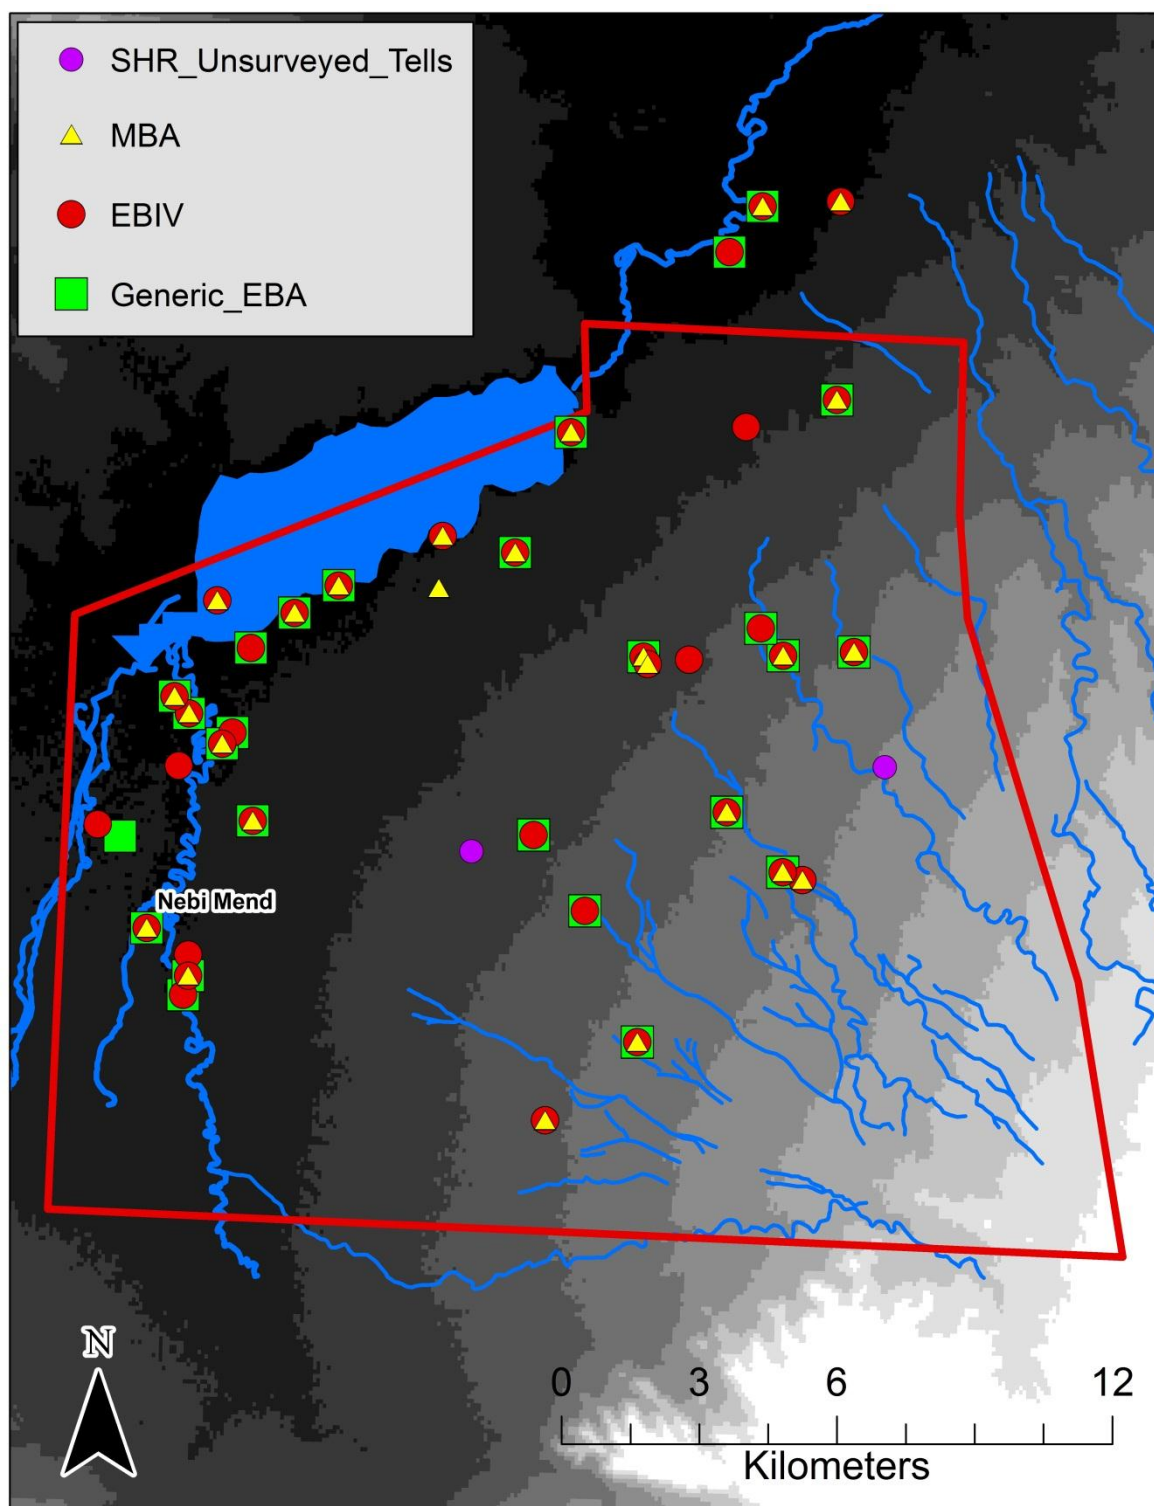 SHR_Unsurveyed_Tells
MBA
EBIV
Generic_EBA
Nebi Mend
N
0 3 6 12
Kilometers